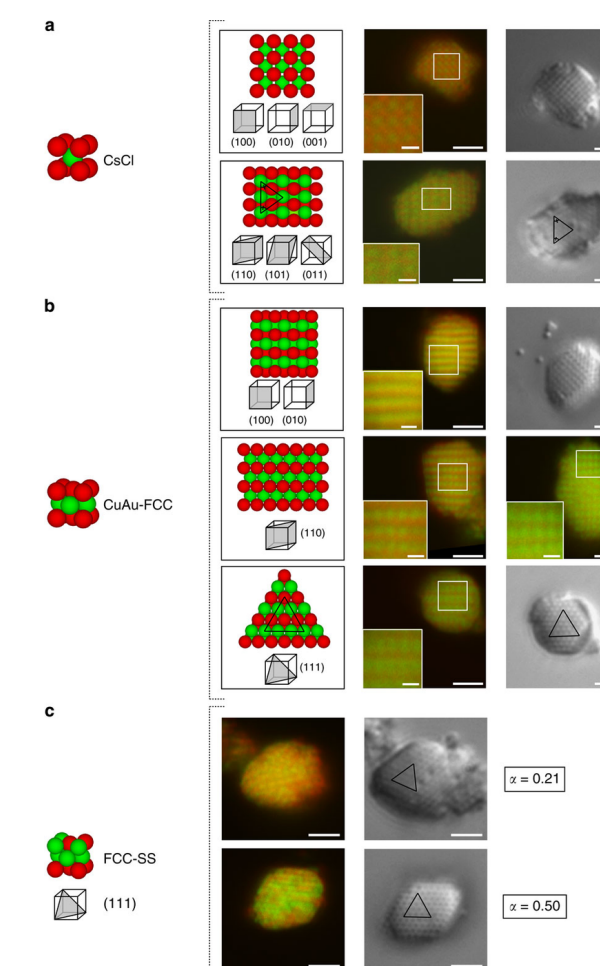 a
(100) (010) (001)
CsCl
(110) (101) (011)
b
(100) (010)
CuAu-FCC
(110)
(111)
c
α = 0.21
FCC-SS
(111)
α = 0.50